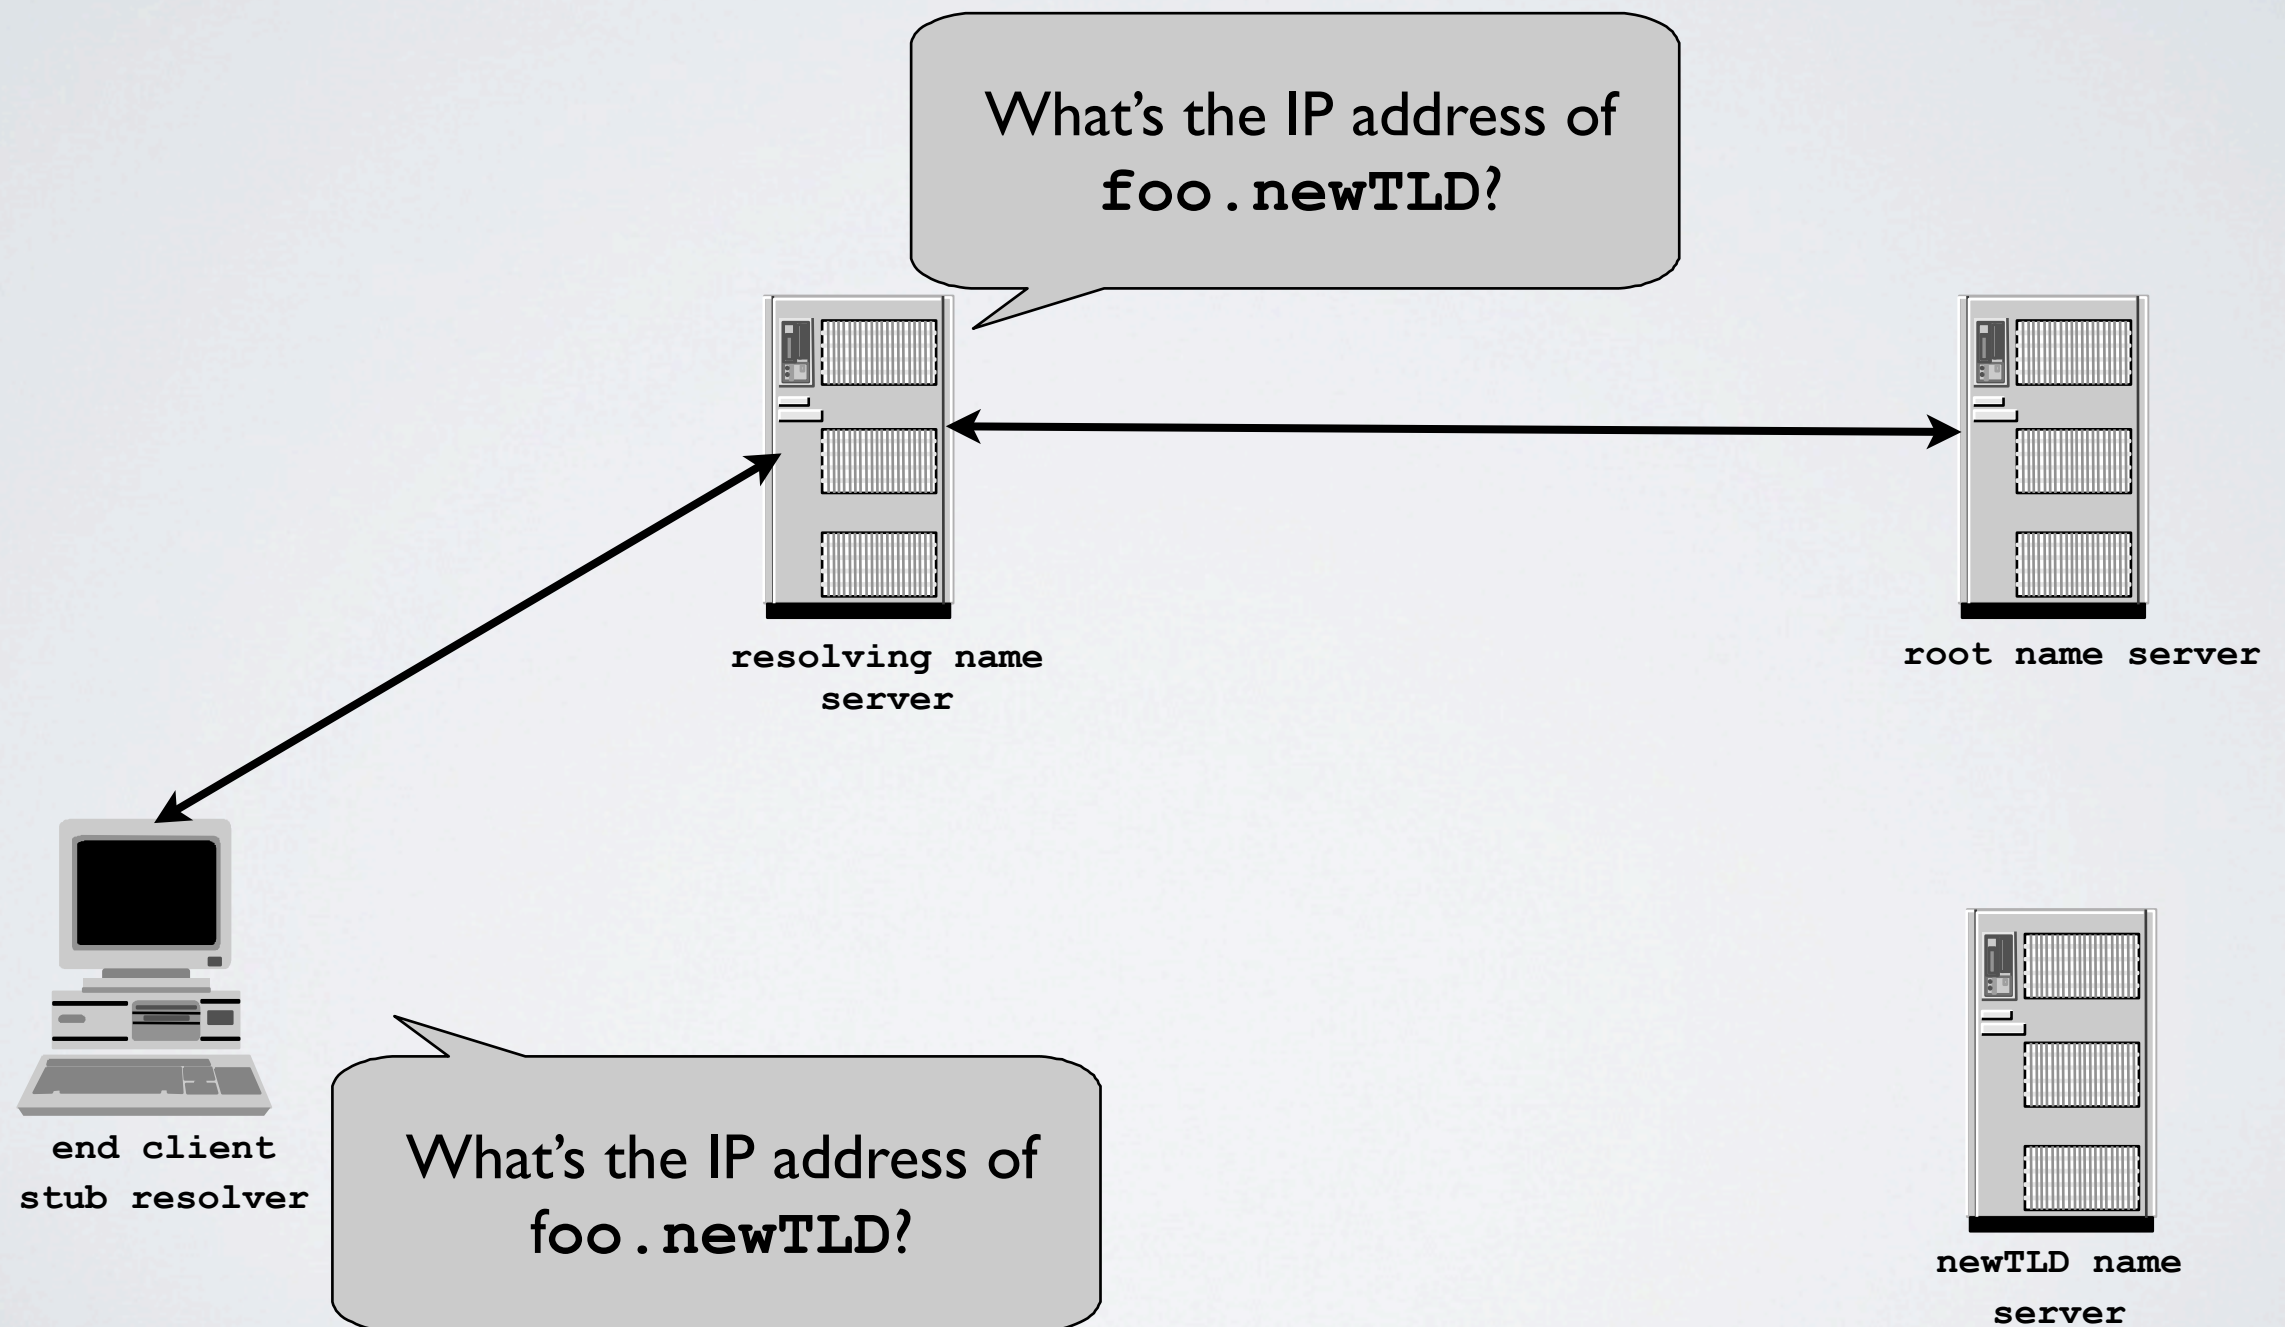 What’s the IP address of
foo.newTLD?
resolving name
server
root name server
end client
stub resolver
What’s the IP address of
foo.newTLD?
newTLD name
server